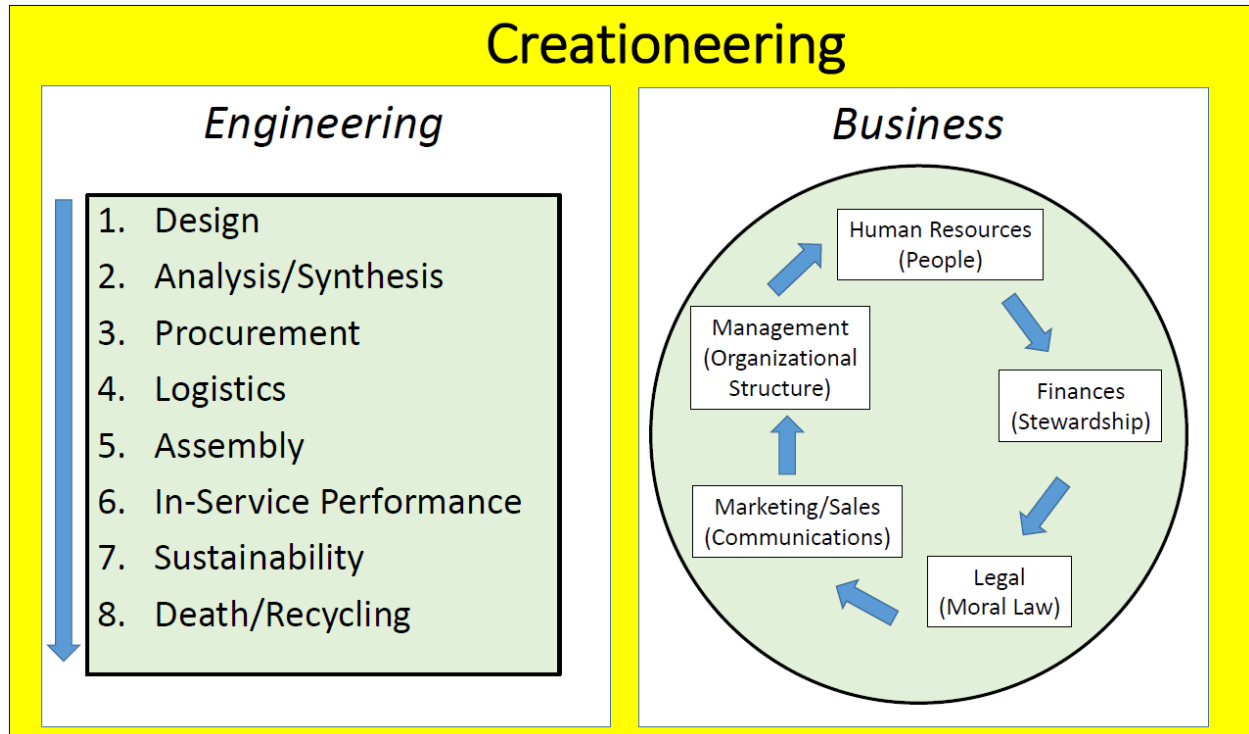 Creationeering
Engineering
1. Design
2. Analysis/Synthesis
3. Procurement
4. Logistics
5. Assembly
6. In-Service Performance
7. Sustainability
8. Death/Recycling
Business
Human Resources
(People)
Finances
(Stewardship)
Legal
(Moral Law)
Marketing/Sales
(Communications)
Management
(Organizational
Structure)